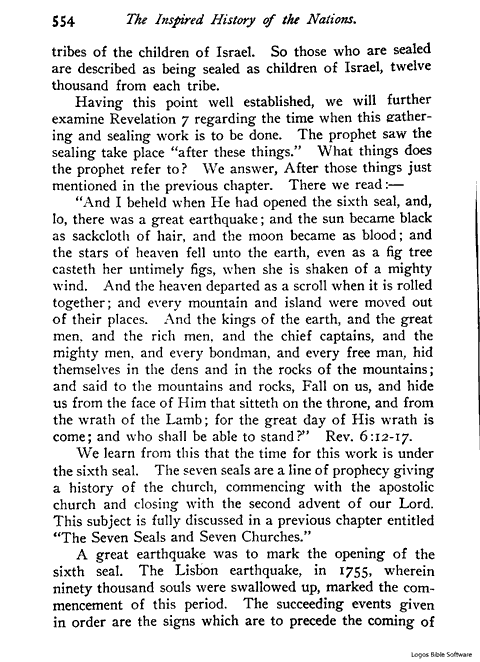 554 The Inspired History of the Nations.
tribes of the children of Israel. So those who are sealed
are described as being sealed as children of Israel, twelve
thousand from each tribe.
Having this point well established, we will further
examine Revelation 7 regarding the time when this gather-
ing and sealing work is to be done. The prophet saw the
sealing take place "after these things." What things does
the prophet refer to? We answer, After those things just
mentioned in the previous chapter. There we read:—
"And I beheld when He had opened the sixth seal, and,
lo, there was a great earthquake; and the sun became black
as sackcloth of hair, and the moon became as blood; and
the stars of heaven fell unto the earth, even as a fig tree
casteth her untimely figs, when she is shaken of a mighty
wind. And the heaven departed as a scroll when it is rolled
together; and every mountain and island were moved out
of their places. And the kings of the earth, and the great
men, and the rich men, and the chief captains, and the
mighty men, and every bondman, and every free man, hid
themselves in the dens and in the rocks of the mountains;
and said to the mountains and rocks, Fall on us, and hide
us from the face of Him that sitteth on the throne, and from
the wrath of the Lamb; for the great day of His wrath is
come; and who shall be able to stand?" Rev. 6:12-17.
We learn from this that the time for this work is under
the sixth seal. The seven seals are a line of prophecy giving
a history of the church, commencing with the apostolic
church and closing with the second advent of our Lord.
This subject is fully discussed in a previous chapter entitled
"The Seven Seals and Seven Churches."
A great earthquake was to mark the opening of the
sixth seal. The Lisbon earthquake, in 1755, wherein
ninety thousand souls were swallowed up, marked the com-
mencement of this period. The succeeding events given
in order are the signs which are to precede the coming of
Logos Bible Software